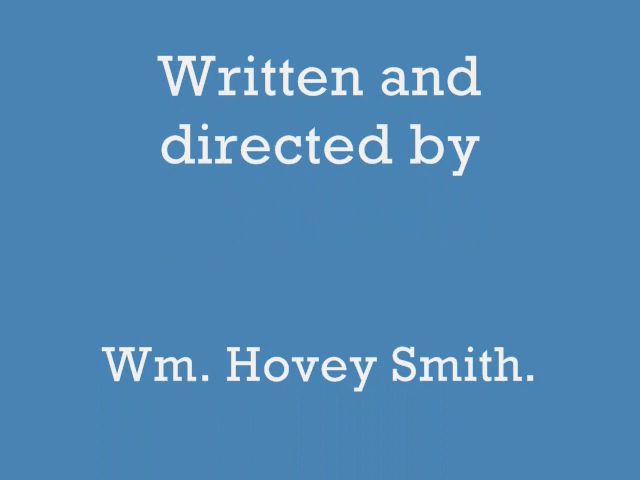 Written and
directed by
Wm. Hovey Smith.